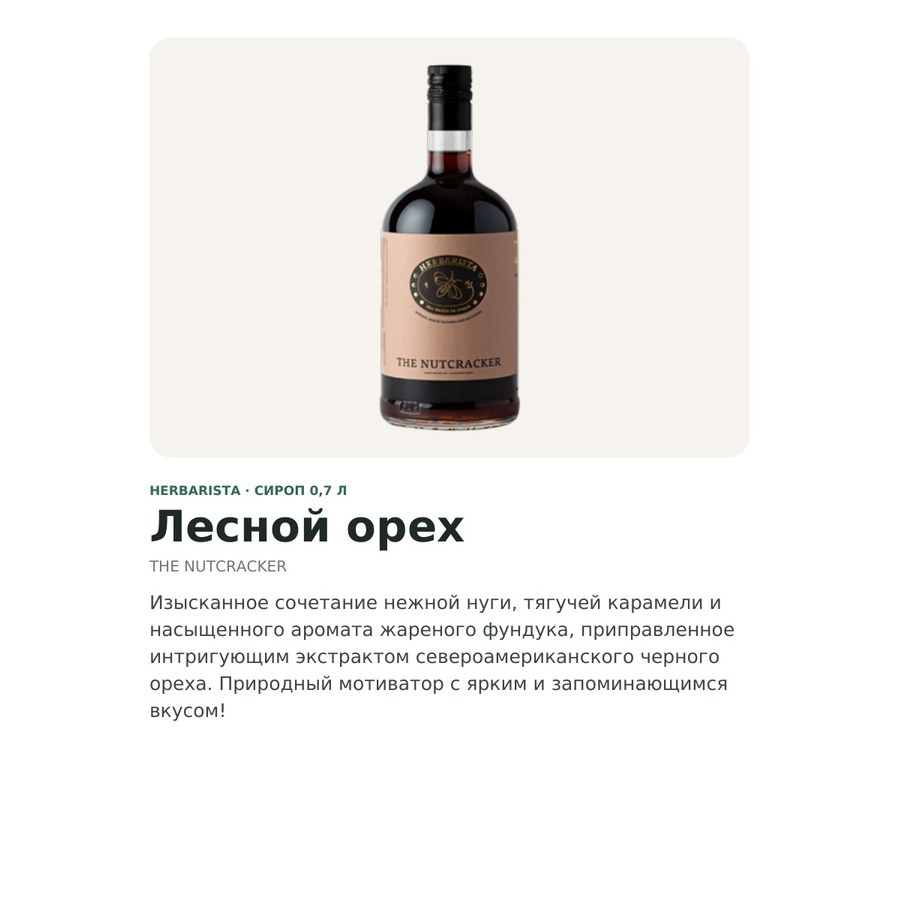 HERBARISTA
THE NUTCRACKER
HERBARISTA · СИРОП 0,7 Л
Лесной орех
THE NUTCRACKER
Изысканное сочетание нежной нуги, тягучей карамели и
насыщенного аромата жареного фундука, приправленное
интригующим экстрактом североамериканского черного
ореха. Природный мотиватор с ярким и запоминающимся
вкусом!